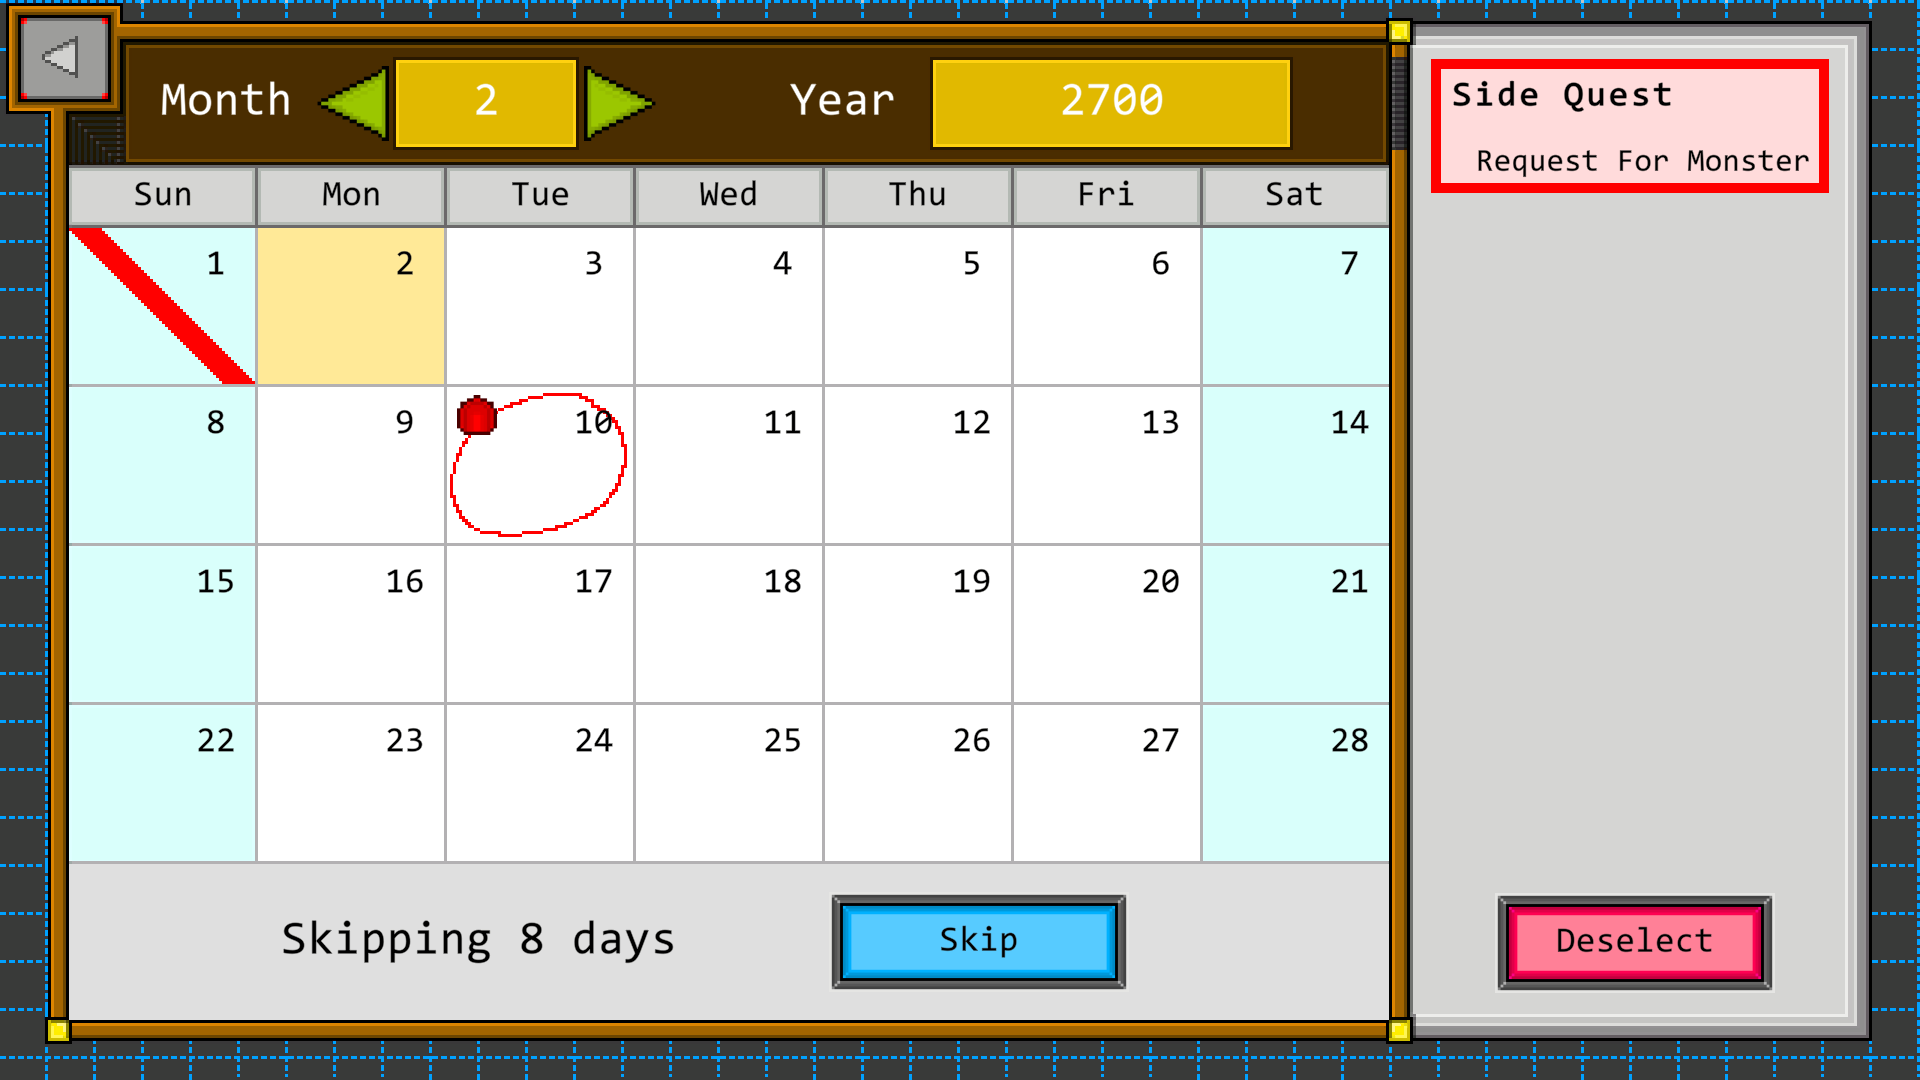 Month 2 Year 2700
Sun Mon Tue Wed Thu Fri Sat
1 2 3 4 5 6 7
8 9 10 11 12 13 14
15 16 17 18 19 20 21
22 23 24 25 26 27 28
Skipping 8 days Skip
Side Quest
Request For Monster
Deselect